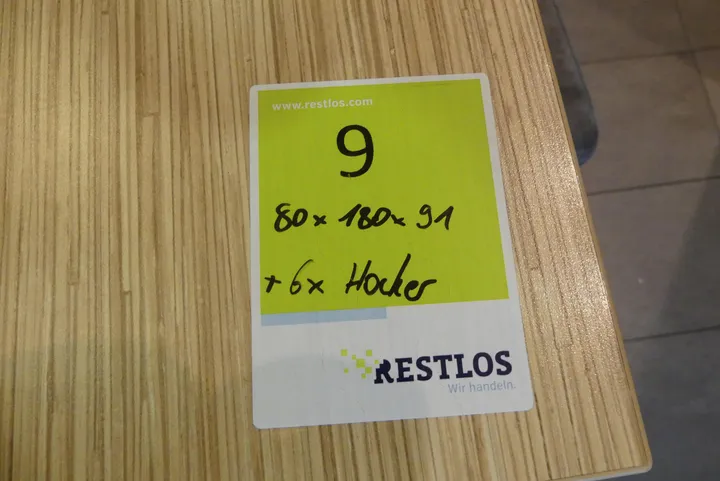 www.restlos.com
9
80 x 180 x 91
+ 6x Hocker
RESTLOS
Wir handeln.